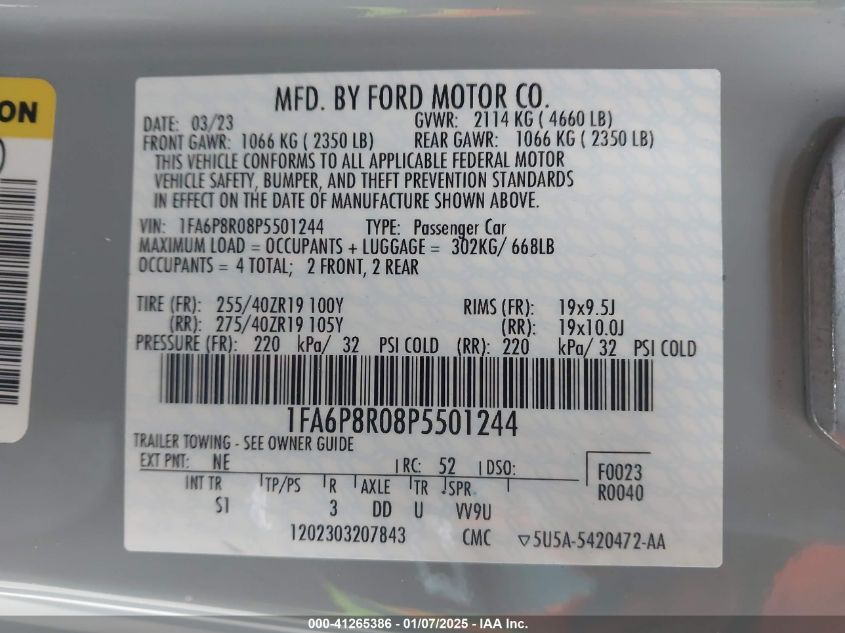 ON
MFD. BY FORD MOTOR CO.
DATE: 03/23 GVWR: 2114 KG ( 4660 LB)
FRONT GAWR: 1066 KG ( 2350 LB) REAR GAWR: 1066 KG ( 2350 LB)
THIS VEHICLE CONFORMS TO ALL APPLICABLE FEDERAL MOTOR
VEHICLE SAFETY, BUMPER, AND THEFT PREVENTION STANDARDS
IN EFFECT ON THE DATE OF MANUFACTURE SHOWN ABOVE.
VIN: 1FA6P8R08P5501244 TYPE: Passenger Car
MAXIMUM LOAD = OCCUPANTS + LUGGAGE = 302KG/ 668LB
OCCUPANTS = 4 TOTAL; 2 FRONT, 2 REAR
TIRE (FR): 255/40ZR19 100Y RIMS (FR): 19x9.5J
(RR): 275/40ZR19 105Y (RR): 19x10.0J
PRESSURE (FR): 220 kPa/ 32 PSI COLD (RR): 220 kPa/ 32 PSI COLD
1FA6P8R08P5501244
TRAILER TOWING - SEE OWNER GUIDE
EXT PNT: NE RC: 52 DSO: F0023
R0040
INT TR TP/PS R AXLE TR SPR
S1 3 DD U VV9U
1202303207843 CMC ▽5U5A-5420472-AA
000-41265386 - 01/07/2025 - IAA Inc.